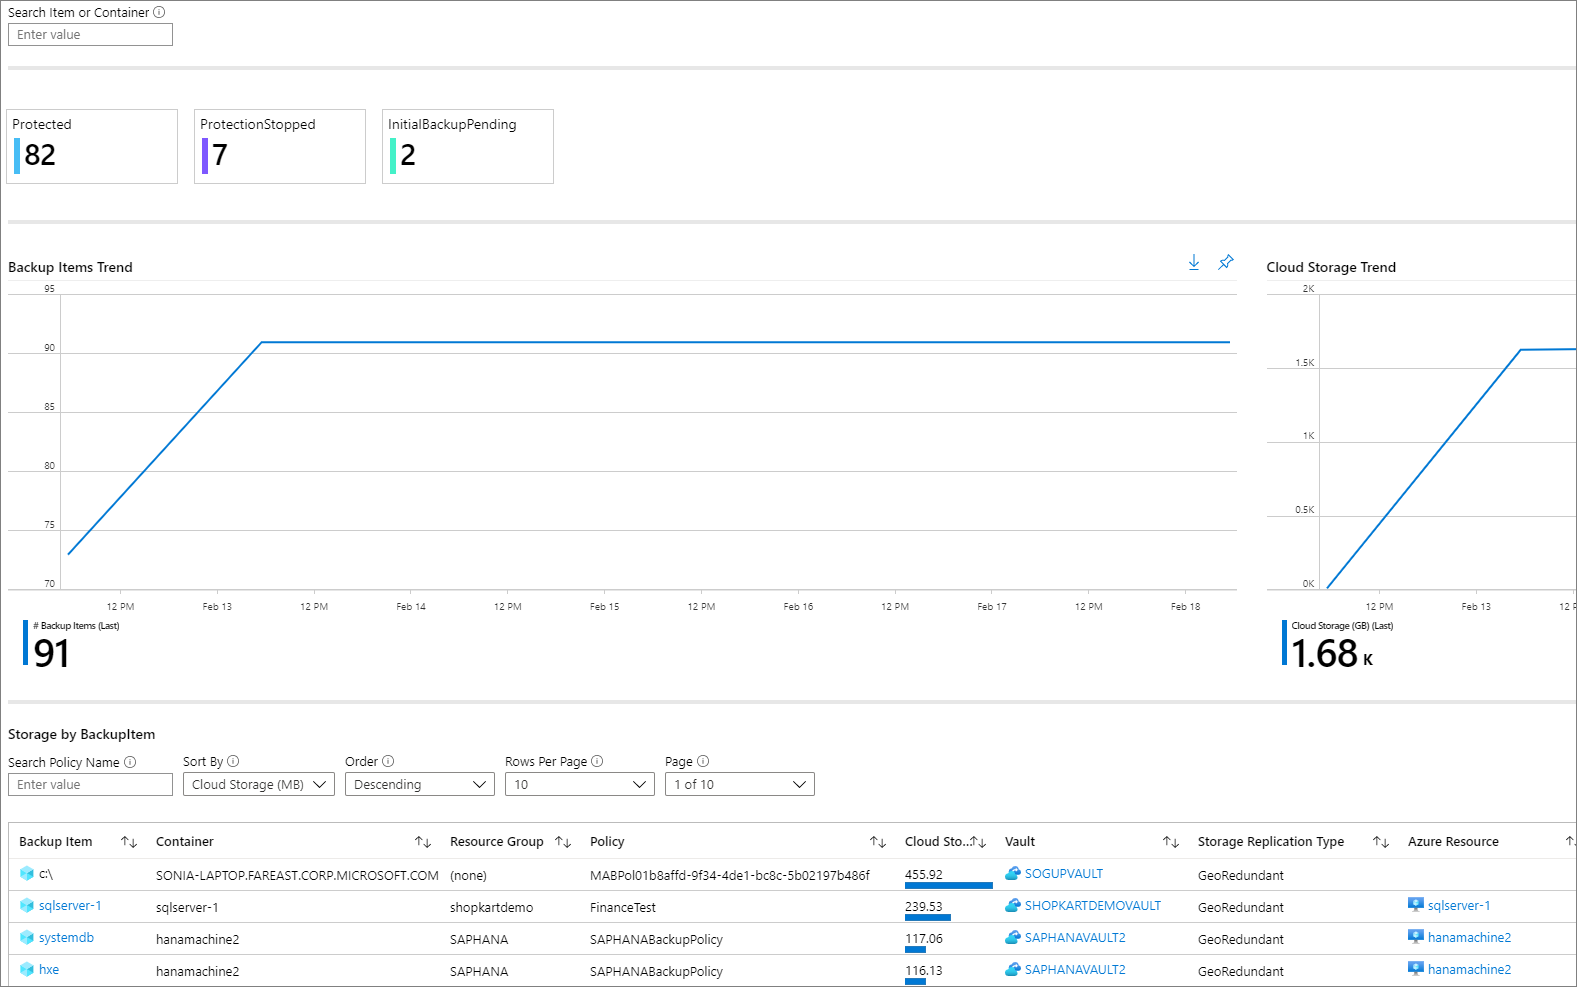 Search Item or Container
Enter value
Protected
82
ProtectionStopped
7
InitialBackupPending
2
Backup Items Trend
95
90
85
80
75
70
12 PM Feb 13 12 PM Feb 14 12 PM Feb 15 12 PM Feb 16 12 PM Feb 17 12 PM Feb 18
# Backup Items (Last)
91
Cloud Storage Trend
2K
1.5K
1K
0.5K
0K
12 PM Feb 13 12 P
Cloud Storage (GB) (Last)
1.68 K
Storage by BackupItem
Search Policy Name Sort By Order Rows Per Page Page
Enter value Cloud Storage (MB) Descending 10 1 of 10
Backup Item Container Resource Group Policy Cloud Sto... Vault Storage Replication Type Azure Resource
c:\ SONIA-LAPTOP.FAREAST.CORP.MICROSOFT.COM (none) MABPol01b8affd-9f34-4de1-bc8c-5b02197b486f 455.92 SOGUPVAULT GeoRedundant
sqlserver-1 sqlserver-1 shopkartdemo FinanceTest 239.53 SHOPKARTDEMOVAULT GeoRedundant sqlserver-1
systemdb hanamachine2 SAPHANA SAPHANABackupPolicy 117.06 SAPHANAVAULT2 GeoRedundant hanamachine2
hxe hanamachine2 SAPHANA SAPHANABackupPolicy 116.13 SAPHANAVAULT2 GeoRedundant hanamachine2